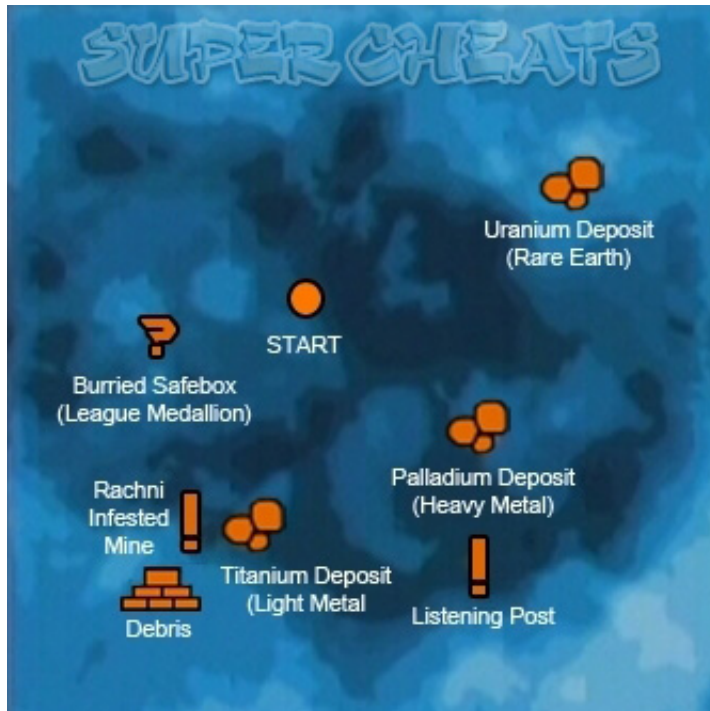 SUPER CHEATS
Uranium Deposit
(Rare Earth)
START
Burried Safebox
(League Medallion)
Palladium Deposit
(Heavy Metal)
Rachni
Infested
Mine
Titanium Deposit
(Light Metal
Listening Post
Debris